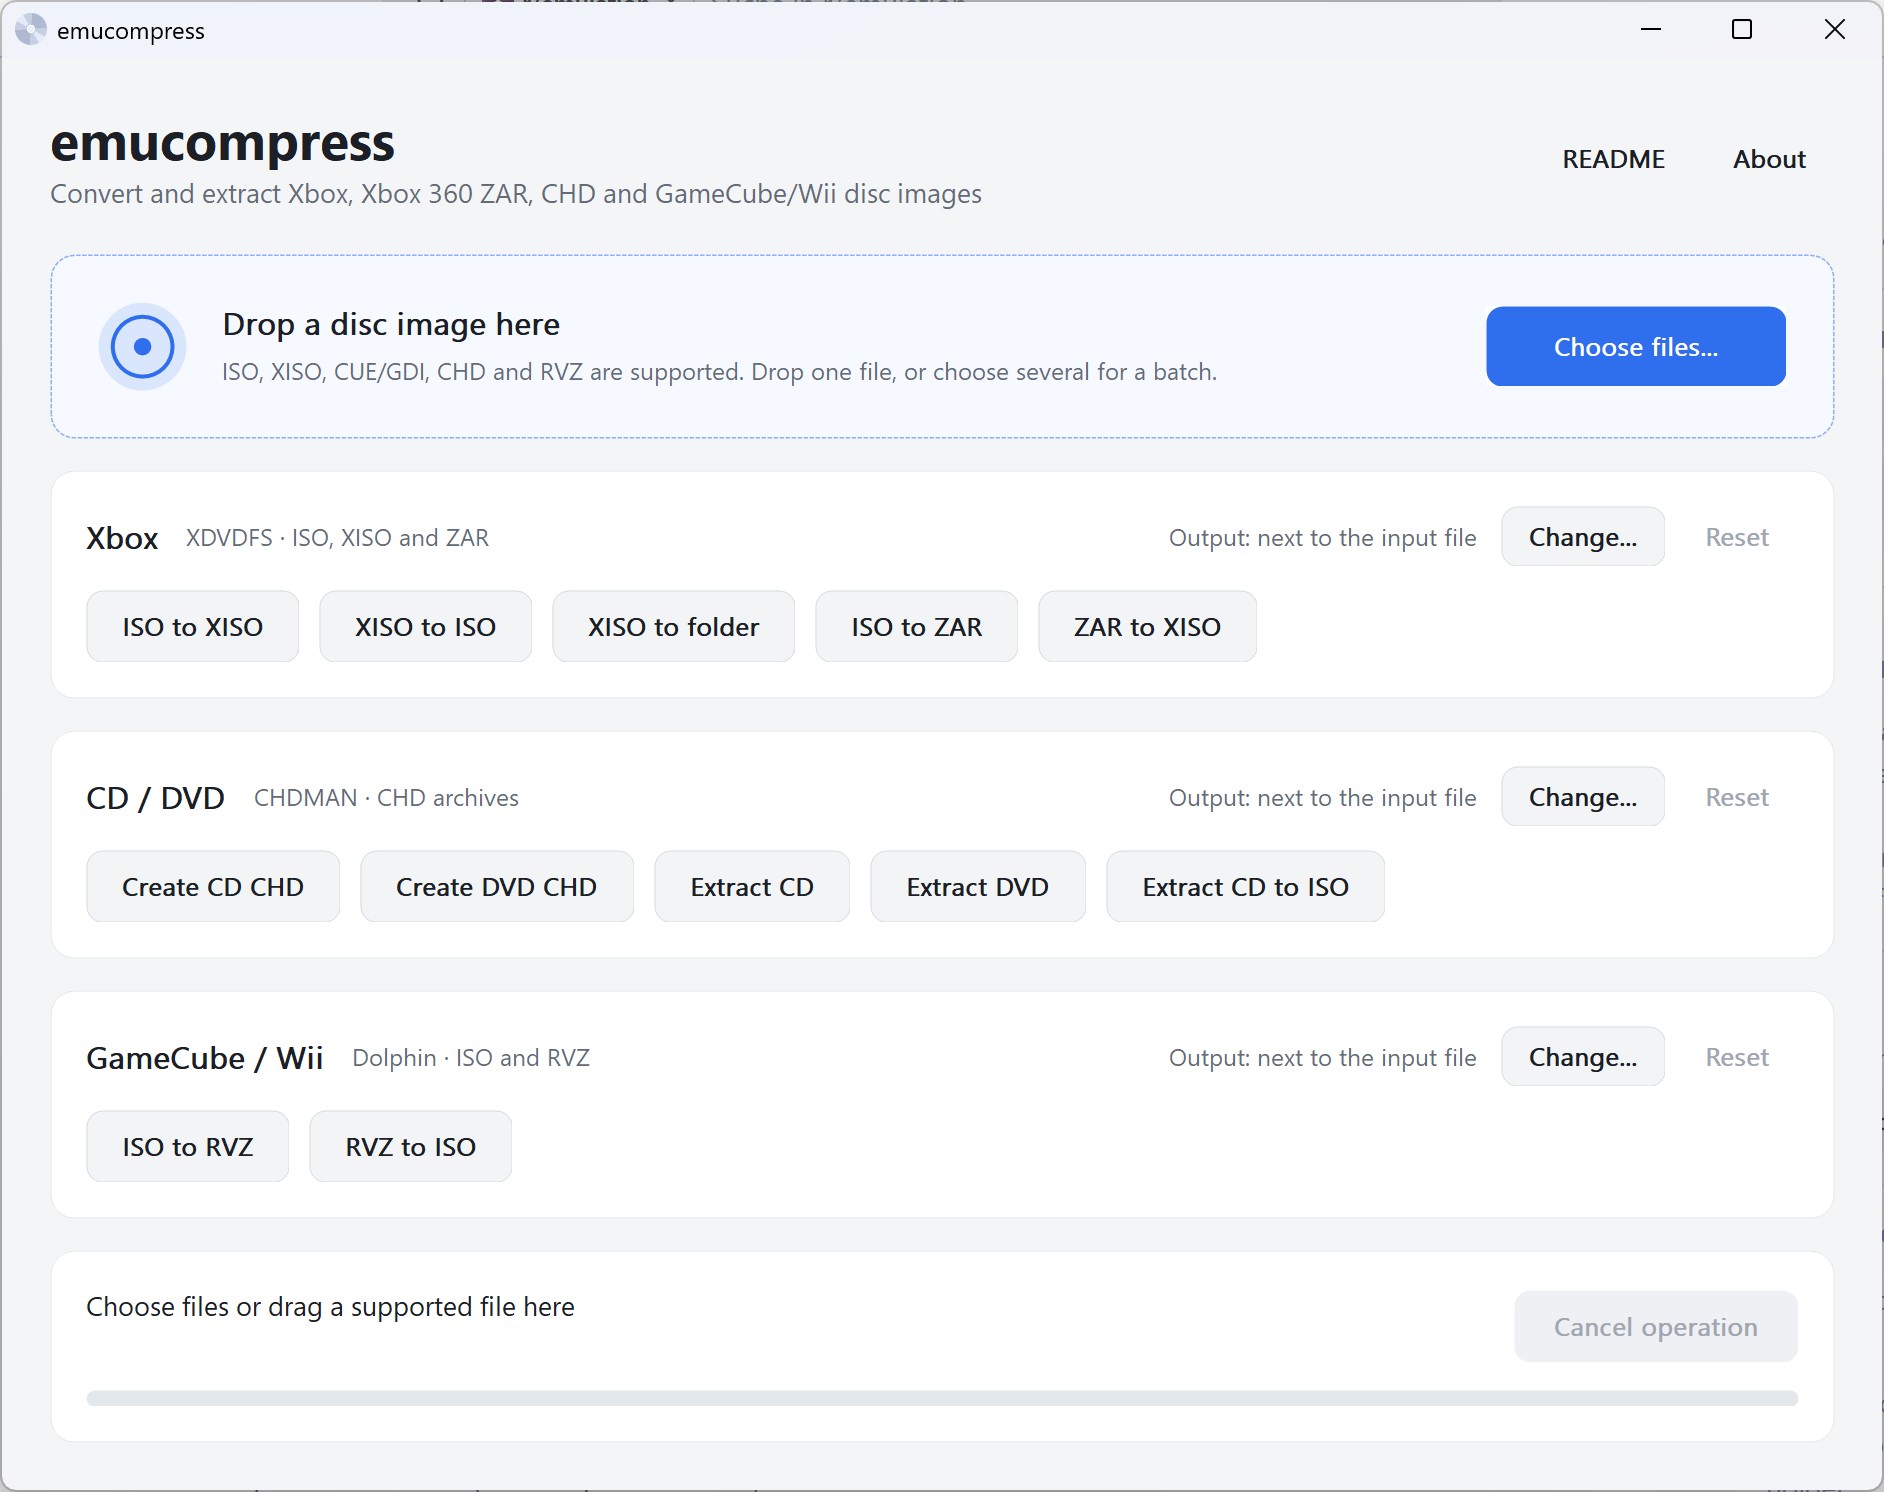 emucompress
emucompress
Convert and extract Xbox, Xbox 360 ZAR, CHD and GameCube/Wii disc images
README
About
Drop a disc image here
ISO, XISO, CUE/GDI, CHD and RVZ are supported. Drop one file, or choose several for a batch.
Choose files...
Xbox XDVDFS · ISO, XISO and ZAR
Output: next to the input file Change... Reset
ISO to XISO XISO to ISO XISO to folder ISO to ZAR ZAR to XISO
CD / DVD CHDMAN · CHD archives
Output: next to the input file Change... Reset
Create CD CHD Create DVD CHD Extract CD Extract DVD Extract CD to ISO
GameCube / Wii Dolphin · ISO and RVZ
Output: next to the input file Change... Reset
ISO to RVZ RVZ to ISO
Choose files or drag a supported file here
Cancel operation